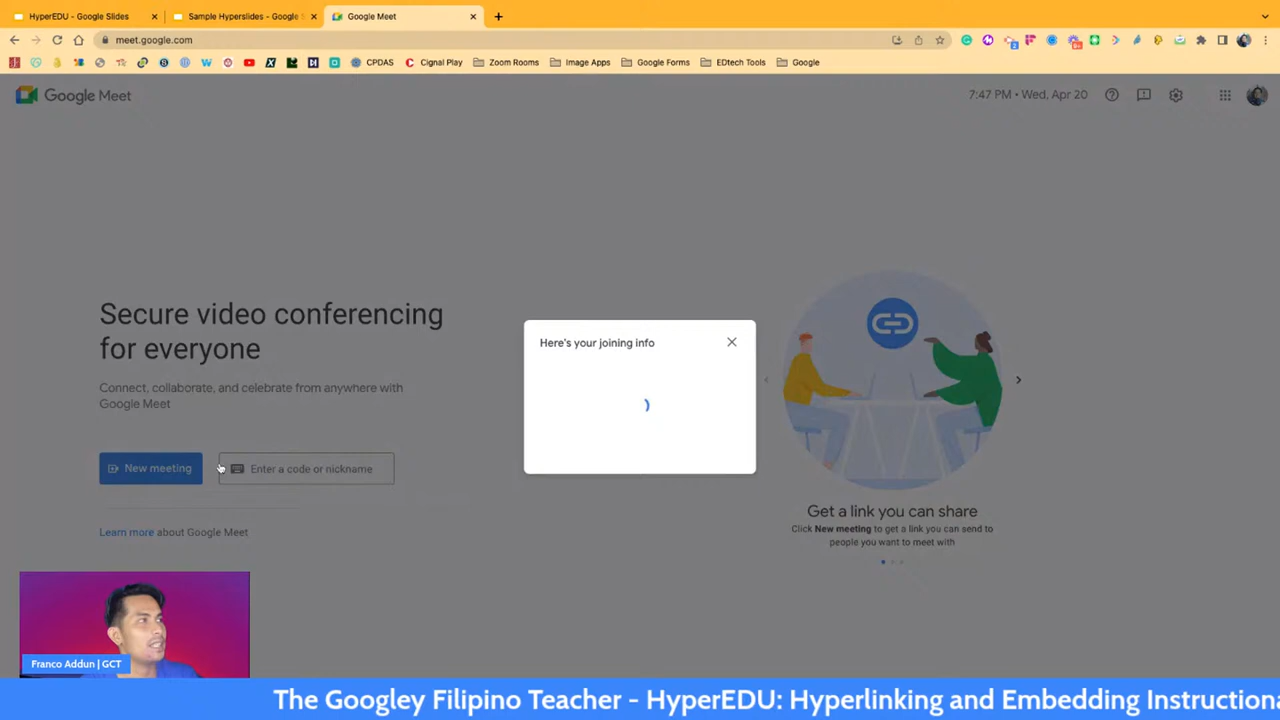 HyperEDU - Google Slides
Sample Hyperslides - Google S
Google Meet
meet.google.com
CPDAS
Cignal Play
Zoom Rooms
Image Apps
Google Forms
EDtech Tools
Google
Google Meet
7:47 PM • Wed, Apr 20
Secure video conferencing
for everyone
Connect, collaborate, and celebrate from anywhere with
Google Meet
New meeting
Enter a code or nickname
Learn more about Google Meet
Here's your joining info
Get a link you can share
Click New meeting to get a link you can send to
people you want to meet with
Franco Addun | GCT
The Googley Filipino Teacher - HyperEDU: Hyperlinking and Embedding Instructiona